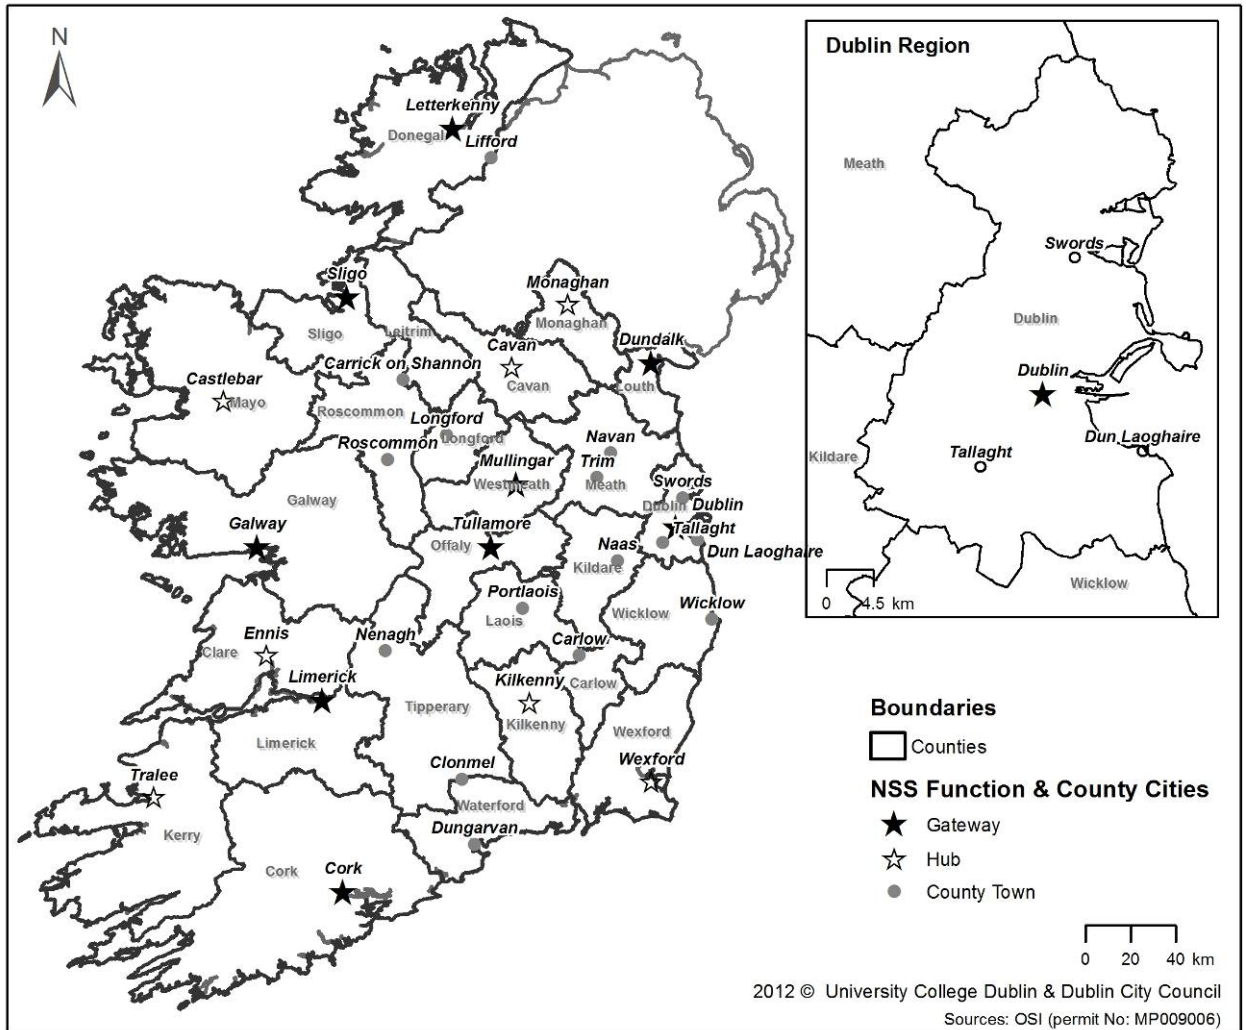 N
Letterkenny
Donegal
Lifford
Sligo
Sligo
Leitrim
Monaghan
Monaghan
Cavan
Cavan
Dundalk
Louth
Carrick on Shannon
Castlebar
Mayo
Roscommon
Roscommon
Longford
Longford
Navan
Trim
Meath
Mullingar
Westmeath
Swords
Dublin
Dublin
Tallaght
Dun Laoghaire
Galway
Galway
Tullamore
Offaly
Naas
Kildare
Portlaois
Laois
Wicklow
Wicklow
Ennis
Clare
Nenagh
Carlow
Carlow
Limerick
Limerick
Kilkenny
Kilkenny
Tipperary
Wexford
Wexford
Clonmel
Waterford
Dungarvan
Tralee
Kerry
Cork
Cork
Dublin Region
Meath
Swords
Dublin
Dublin
Dun Laoghaire
Tallaght
Kildare
Wicklow
0 4.5 km
Boundaries
Counties
NSS Function & County Cities
Gateway
Hub
County Town
0 20 40 km
2012 © University College Dublin & Dublin City Council
Sources: OSI (permit No: MP009006)